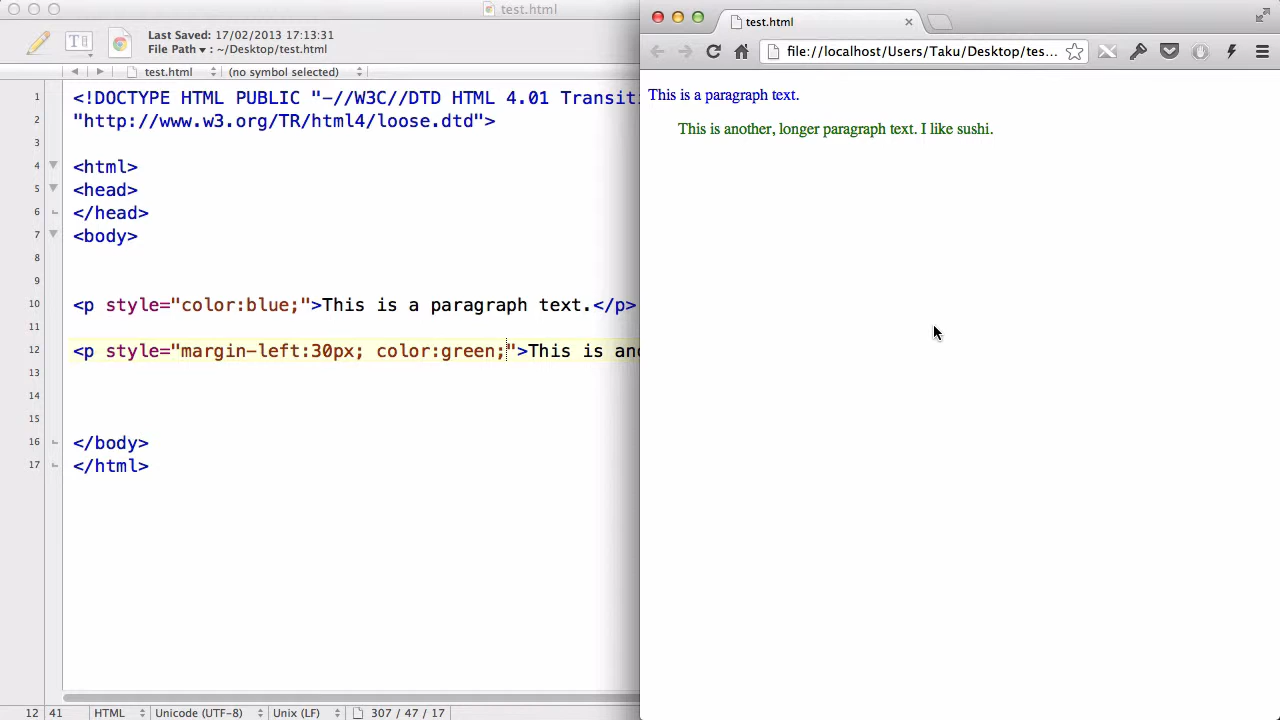 test.html
Last Saved: 17/02/2013 17:13:31
File Path ▾ : ~/Desktop/test.html
test.html (no symbol selected)
1 <!DOCTYPE HTML PUBLIC "-//W3C//DTD HTML 4.01 Transiti
2 "http://www.w3.org/TR/html4/loose.dtd">
3
4 <html>
5 <head>
6 </head>
7 <body>
8
9
10 <p style="color:blue;">This is a paragraph text.</p>
11
12 <p style="margin-left:30px; color:green;">This is ano
13
14
15
16 </body>
17 </html>
12 41 HTML Unicode (UTF-8) Unix (LF) 307 / 47 / 17
test.html
file://localhost/Users/Taku/Desktop/tes...
This is a paragraph text.
This is another, longer paragraph text. I like sushi.